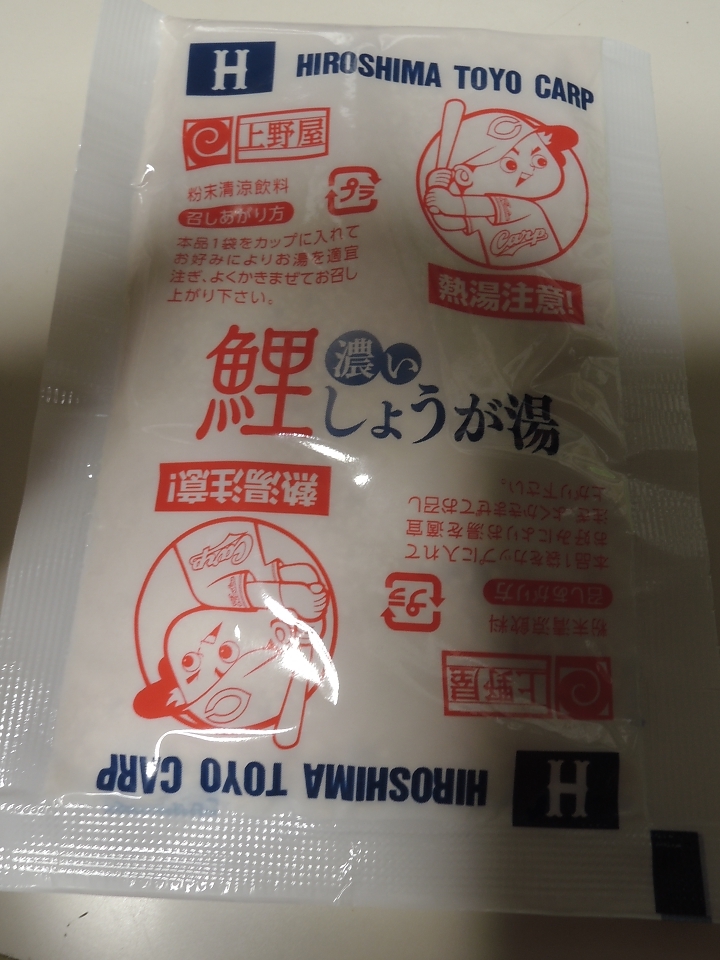 H HIROSHIMA TOYO CARP
上野屋
粉末清涼飲料
プラ
召しあがり方
本品1袋をカップに入れて
お好みによりお湯を適宜
注ぎ、よくかきまぜてお召し
上がり下さい。
C
Carp
熱湯注意!
鯉濃い
しょうが湯
熱湯注意!
Carp
C
上がり下さい。
注ぎ、よくかきまぜてお召し
お好みによりお湯を適宜
本品1袋をカップに入れて
召しあがり方
プラ
粉末清涼飲料
上野屋
H HIROSHIMA TOYO CARP